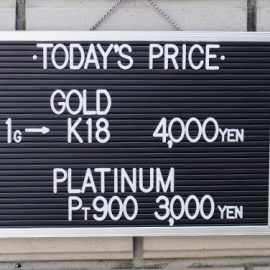 ·TODAY'S PRICE·
GOLD
1G→ K18 4,000YEN
PLATINUM
PT900 3,000YEN